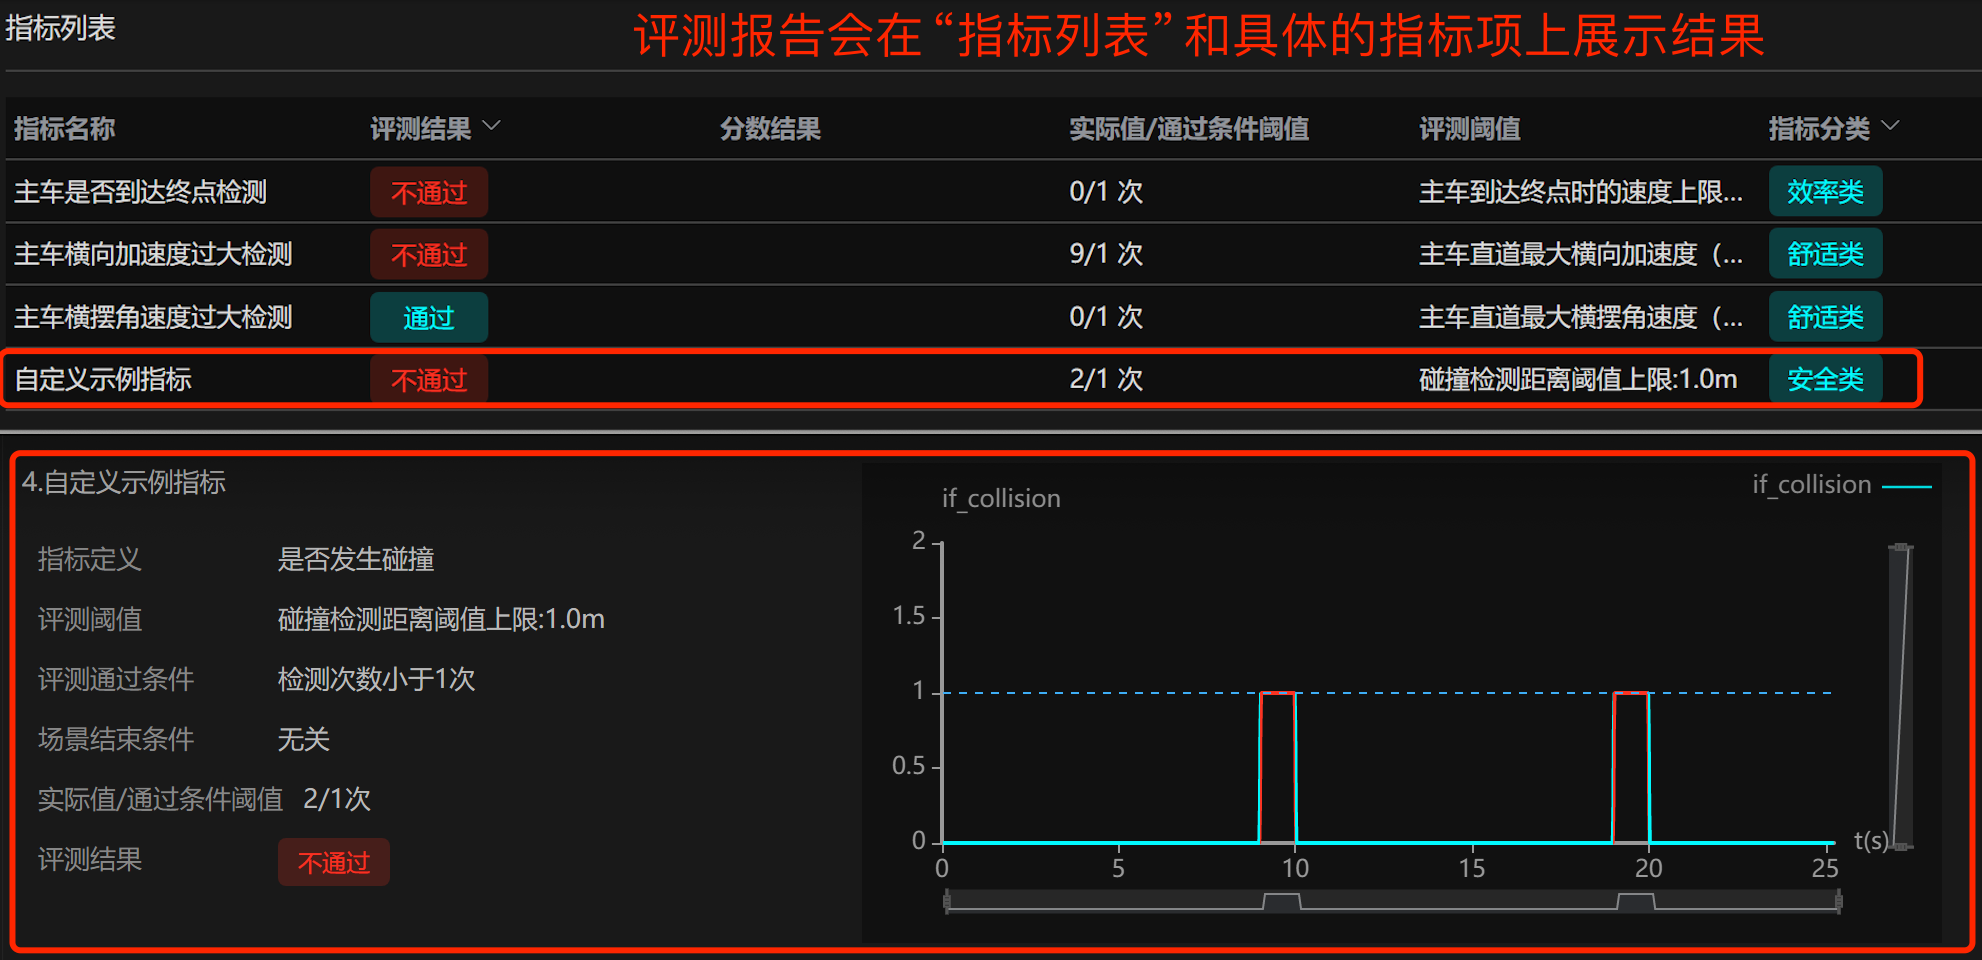 指标列表
评测报告会在“指标列表”和具体的指标项上展示结果
指标名称 评测结果 分数结果 实际值/通过条件阈值 评测阈值 指标分类
主车是否到达终点检测 不通过 0/1 次 主车到达终点时的速度上限... 效率类
主车横向加速度过大检测 不通过 9/1 次 主车直道最大横向加速度（... 舒适类
主车横摆角速度过大检测 通过 0/1 次 主车直道最大横摆角速度（... 舒适类
自定义示例指标 不通过 2/1 次 碰撞检测距离阈值上限:1.0m 安全类
4.自定义示例指标
指标定义 是否发生碰撞
评测阈值 碰撞检测距离阈值上限:1.0m
评测通过条件 检测次数小于1次
场景结束条件 无关
实际值/通过条件阈值 2/1次
评测结果 不通过
if_collision
if_collision
2
1.5
1
0.5
0
t(s)
0 5 10 15 20 25